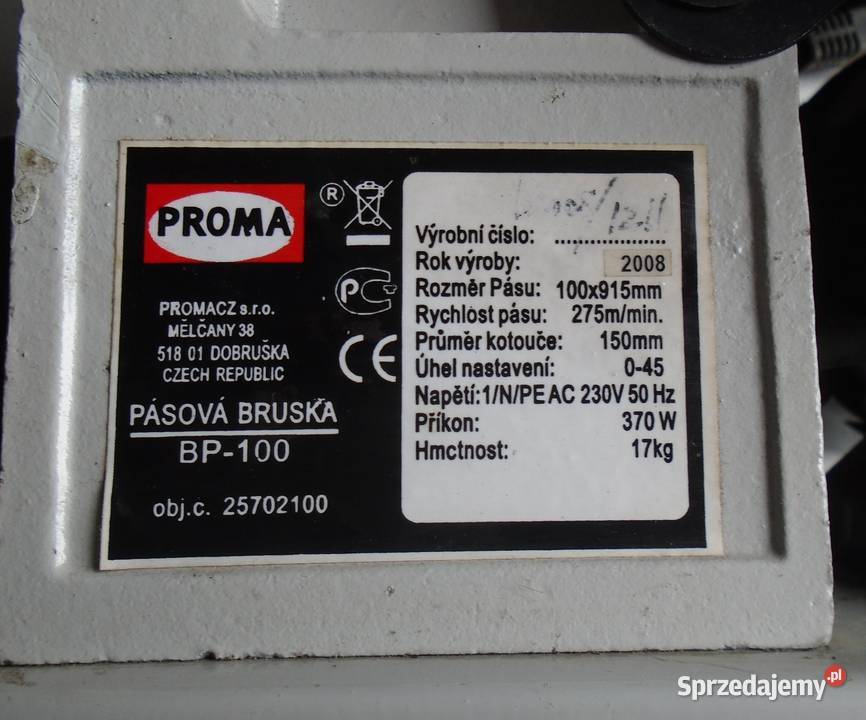 PROMA
®
PROMACZ s.r.o.
MĚLČANY 38
518 01 DOBRUŠKA
CZECH REPUBLIC
PÁSOVÁ BRUSKA
BP-100
obj.c. 25702100
CE
Výrobní číslo: ....................
Rok výroby: 2008
Rozměr Pásu: 100x915mm
Rychlost pásu: 275m/min.
Průměr kotouče: 150mm
Úhel nastavení: 0-45
Napětí:1/N/PE AC 230V 50 Hz
Příkon: 370 W
Hmctnost: 17kg
Sprzedajemy.pl